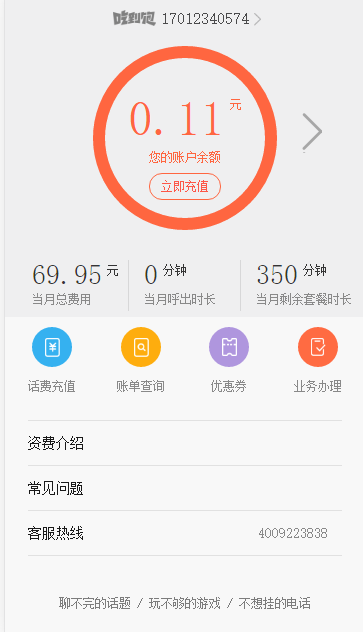 吃到饱 17012340574
0.11 元
您的账户余额
立即充值
69.95 元 0 分钟 350 分钟
当月总费用 当月呼出时长 当月剩余套餐时长
话费充值 账单查询 优惠券 业务办理
资费介绍
常见问题
客服热线 4009223838
聊不完的话题 / 玩不够的游戏 / 不想挂的电话